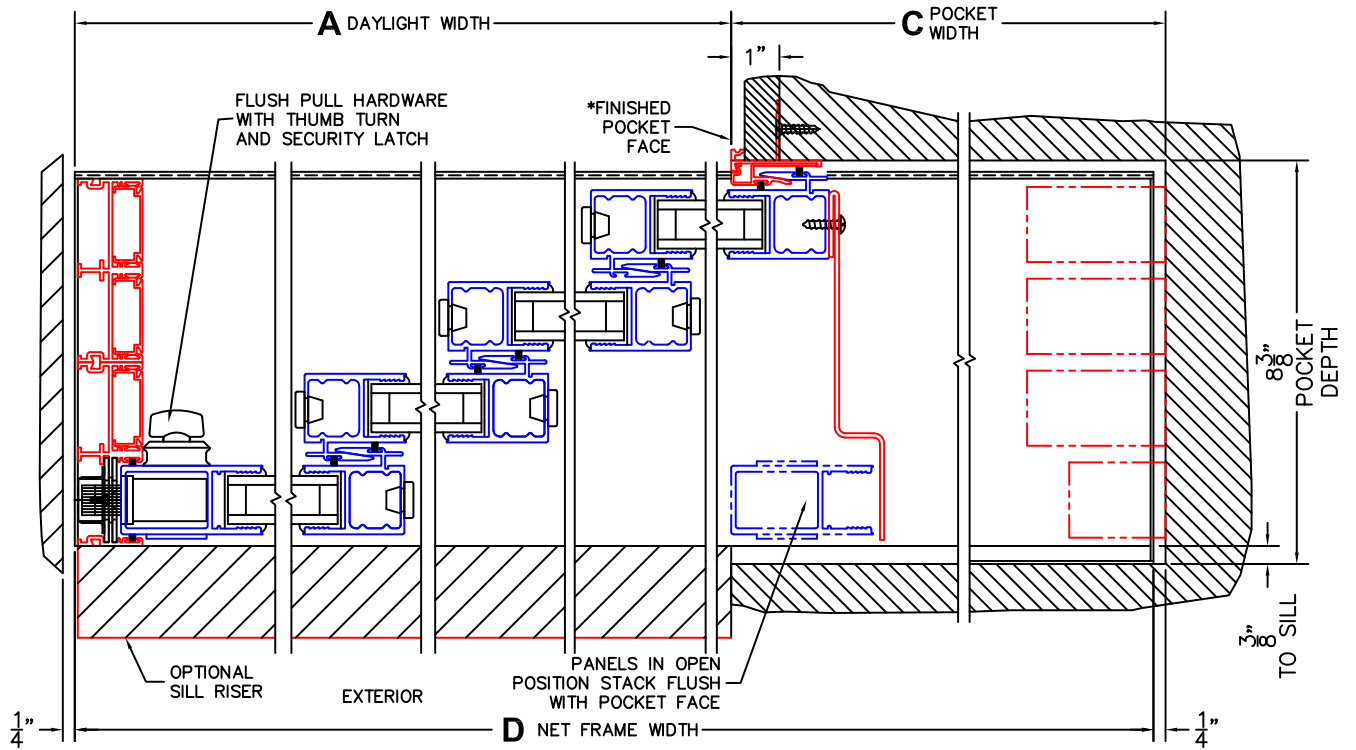 A DAYLIGHT WIDTH
C POCKET
WIDTH
1"
FLUSH PULL HARDWARE
WITH THUMB TURN
AND SECURITY LATCH
*FINISHED
POCKET
FACE
8 3/8"
POCKET
DEPTH
3/8"
TO SILL
OPTIONAL
SILL RISER
EXTERIOR
PANELS IN OPEN
POSITION STACK FLUSH
WITH POCKET FACE
1/4"
D NET FRAME WIDTH
1/4"